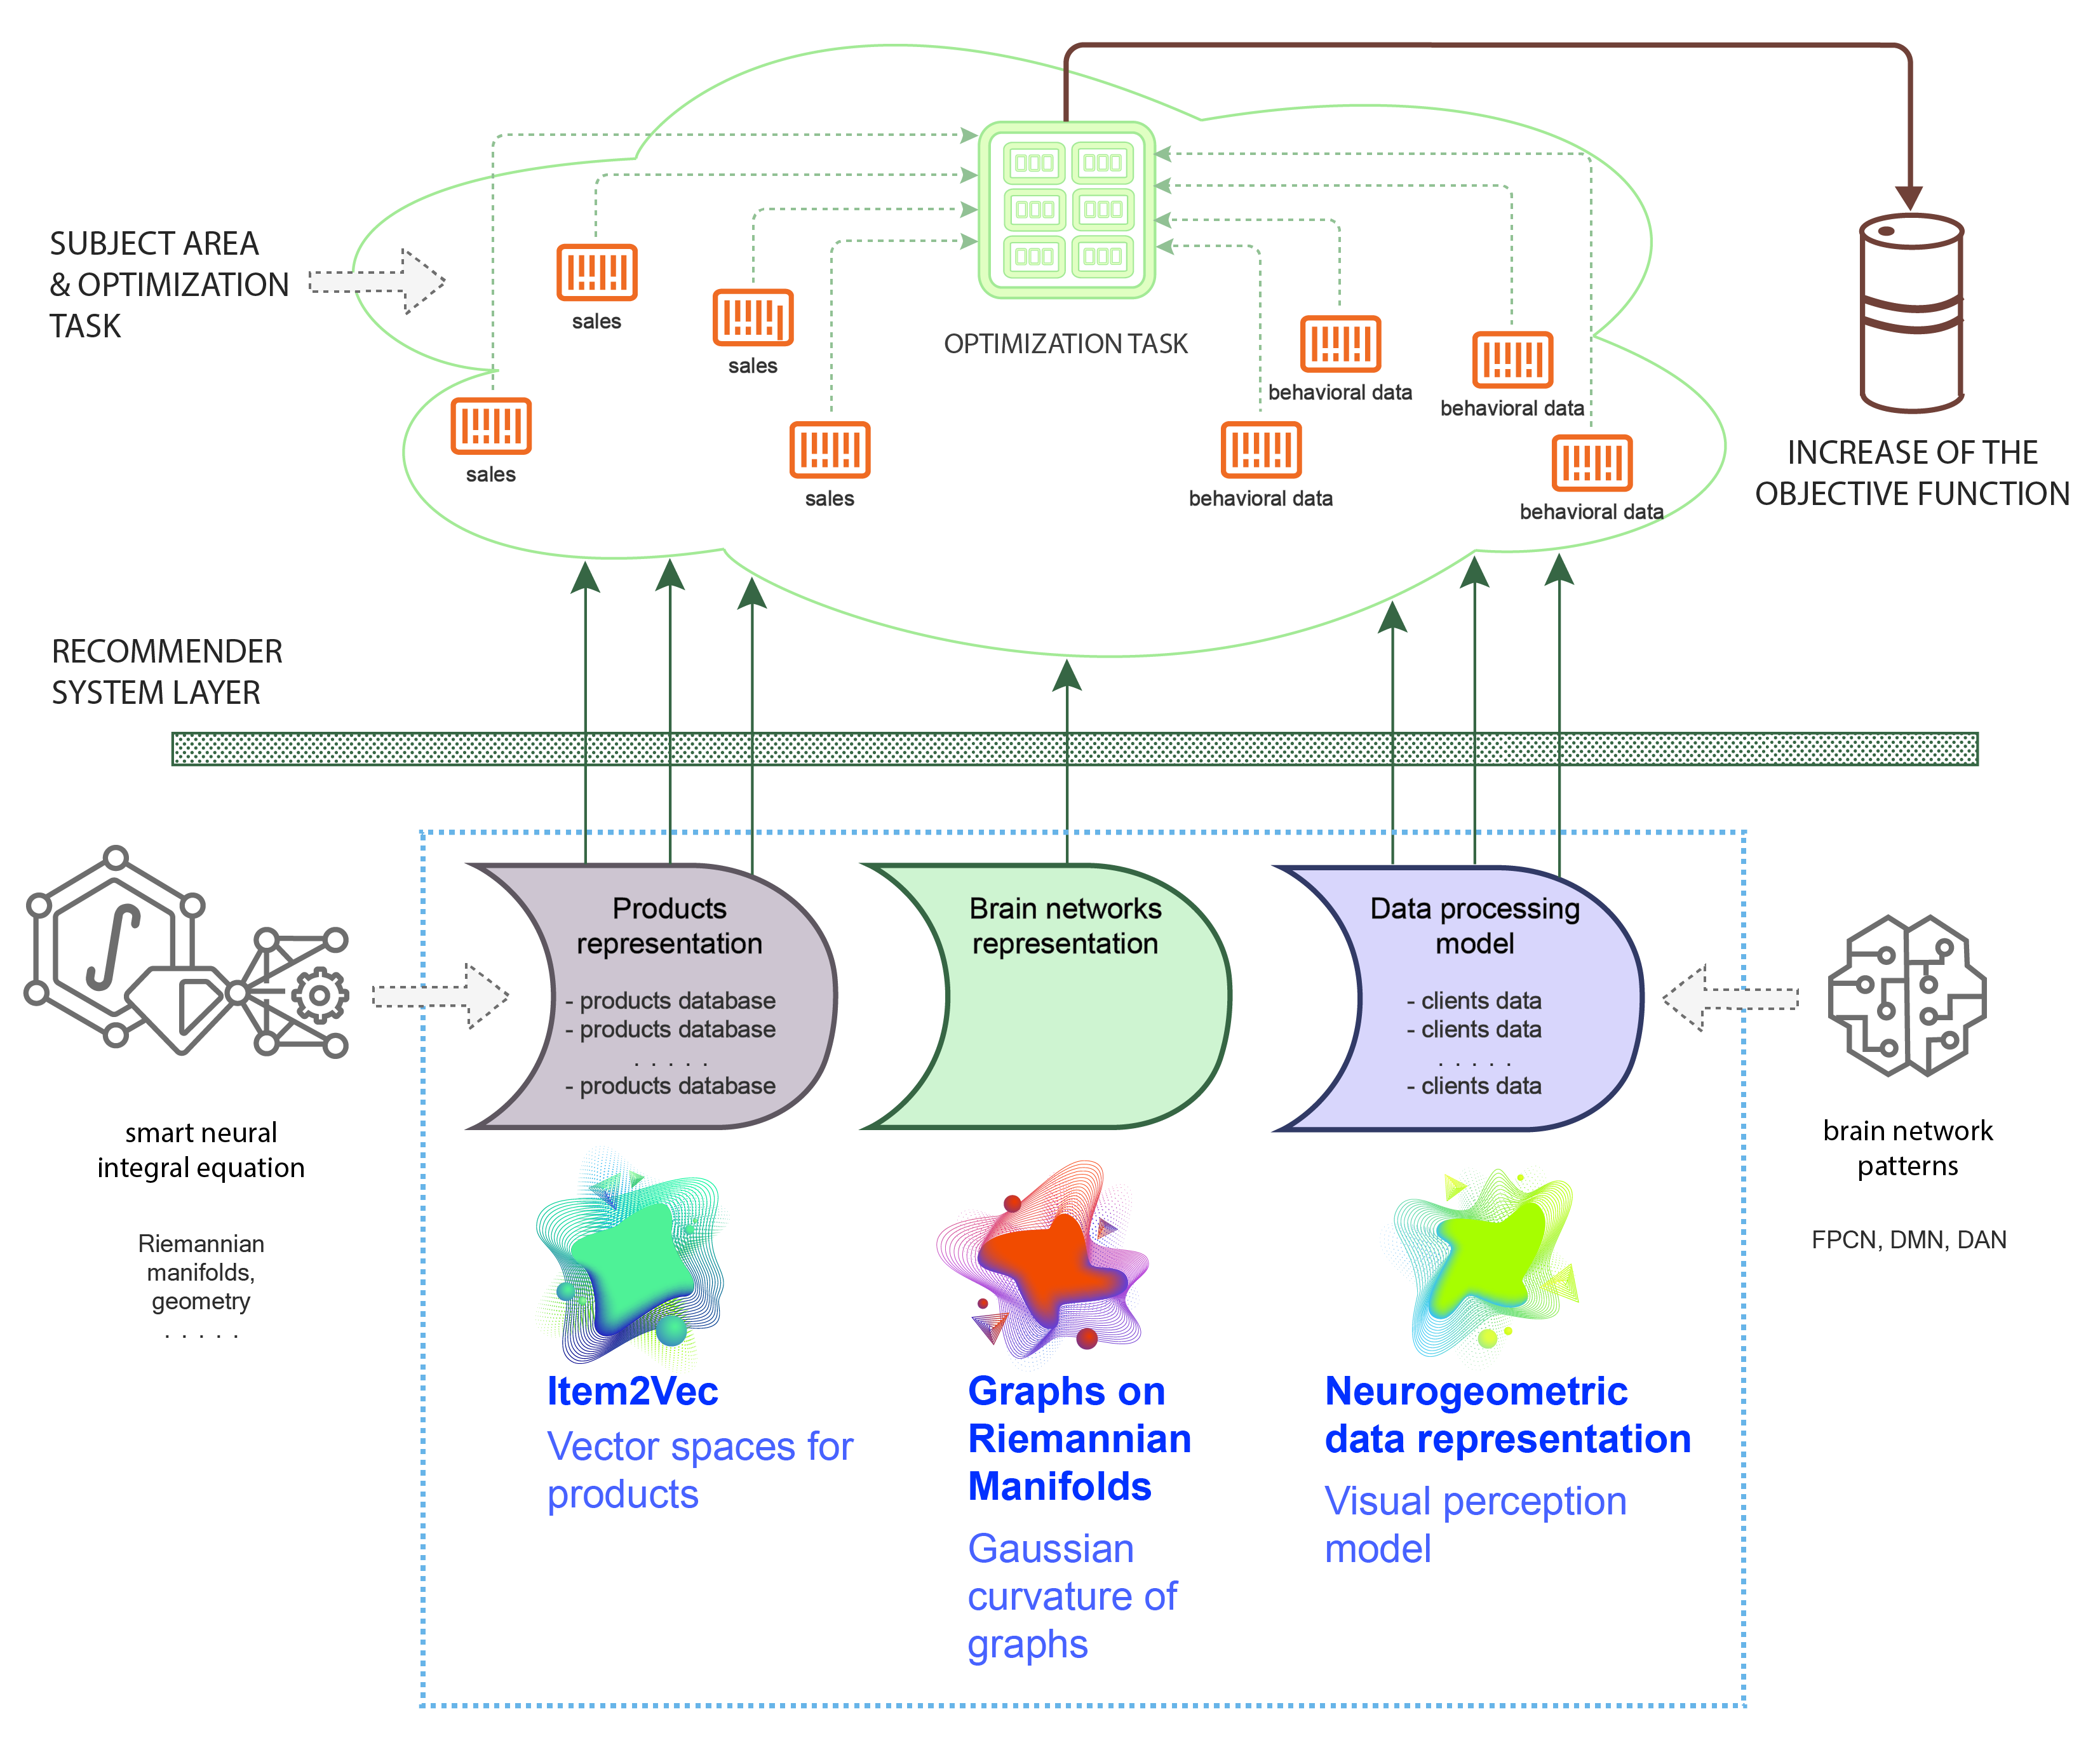 SUBJECT AREA
& OPTIMIZATION
TASK
sales
sales
sales
sales
OPTIMIZATION TASK
behavioral data
behavioral data
behavioral data
behavioral data
INCREASE OF THE
OBJECTIVE FUNCTION
RECOMMENDER
SYSTEM LAYER
smart neural
integral equation
Riemannian
manifolds,
geometry
. . . . .
Products
representation
- products database
- products database
. . . . .
- products database
Brain networks
representation
Data processing
model
- clients data
- clients data
. . . . .
- clients data
brain network
patterns
FPCN, DMN, DAN
Item2Vec
Vector spaces for
products
Graphs on
Riemannian
Manifolds
Gaussian
curvature of
graphs
Neurogeometric
data representation
Visual perception
model